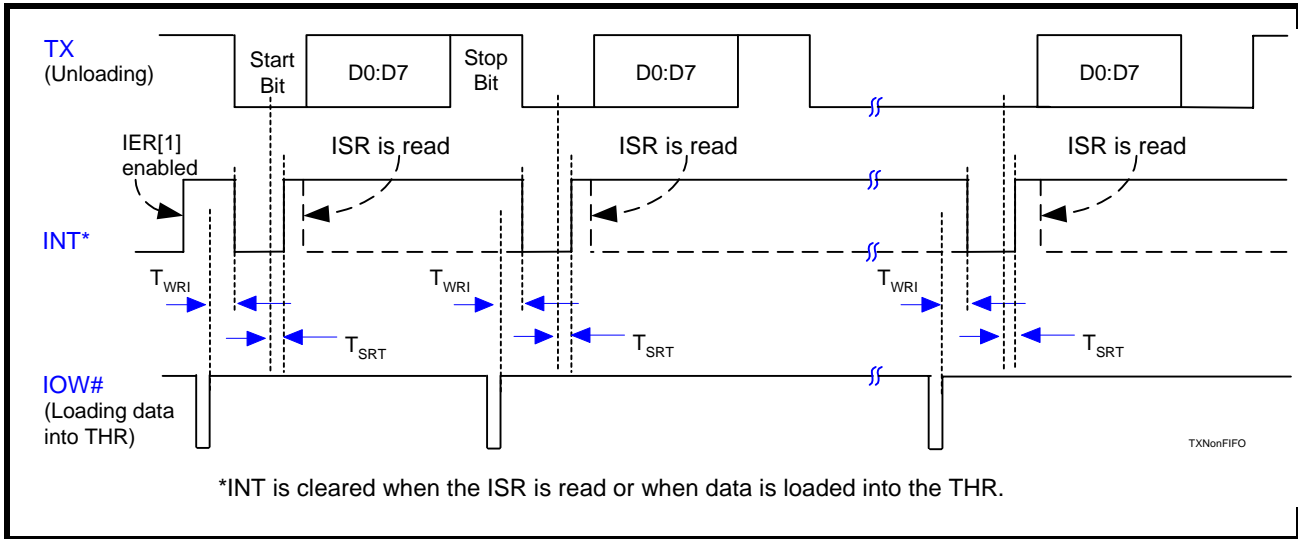 TX
(Unloading)
Start
Bit
D0:D7
Stop
Bit
D0:D7
D0:D7
IER[1]
enabled
ISR is read
ISR is read
ISR is read
INT*
TWRI
TWRI
TWRI
TSRT
TSRT
TSRT
IOW#
(Loading data
into THR)
TXNonFIFO
*INT is cleared when the ISR is read or when data is loaded into the THR.